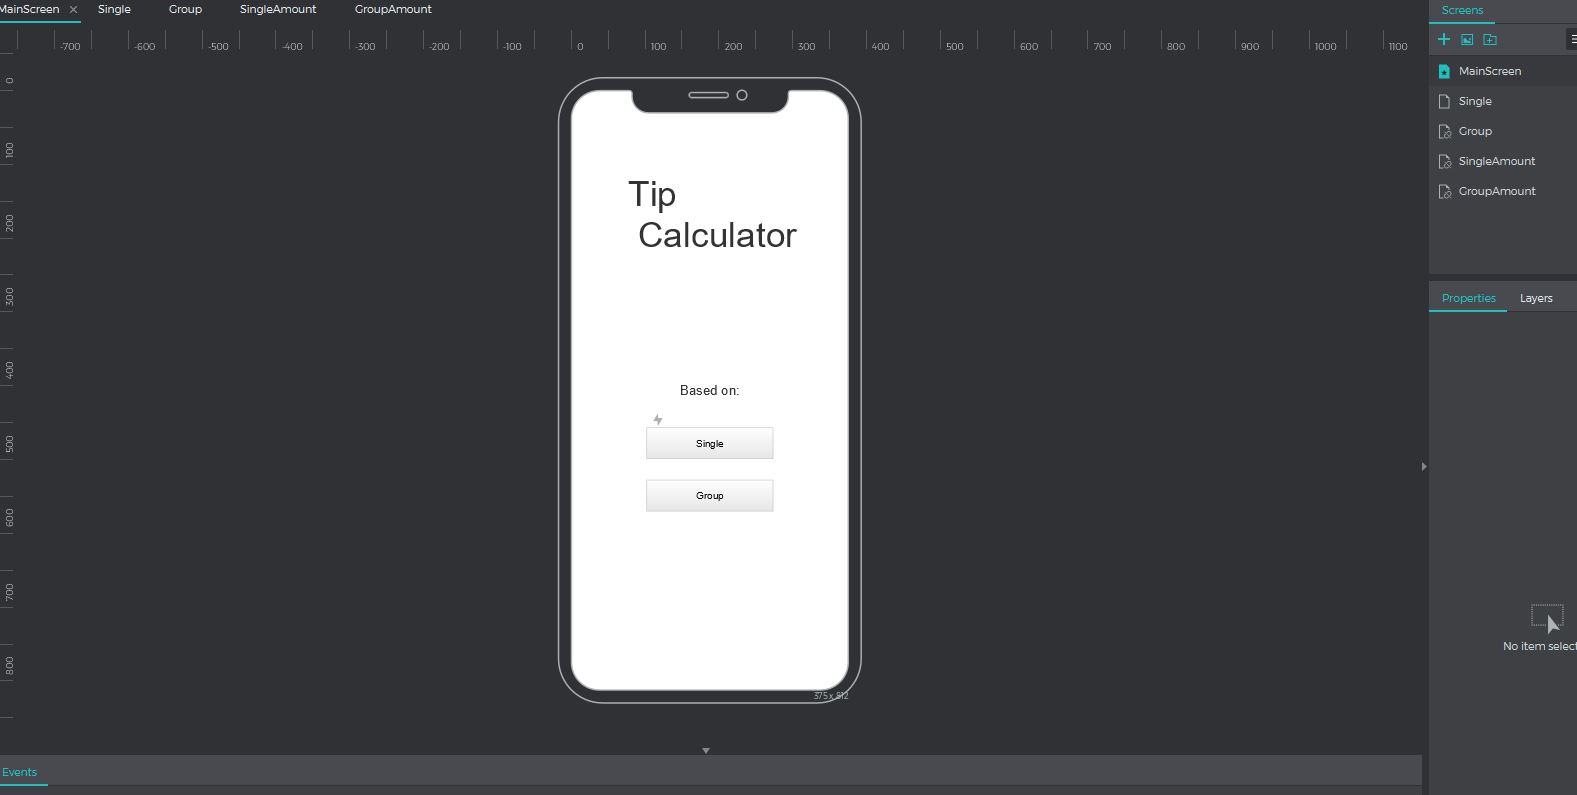 MainScreen Single Group SingleAmount GroupAmount
-700 -600 -500 -400 -300 -200 -100 0 100 200 300 400 500 600 700 800 900 1000 1100
0
100
200
300
400
500
600
700
800
Tip
Calculator
Based on:
Single
Group
375 x 812
Events
Screens
MainScreen
Single
Group
SingleAmount
GroupAmount
Properties Layers
No item select